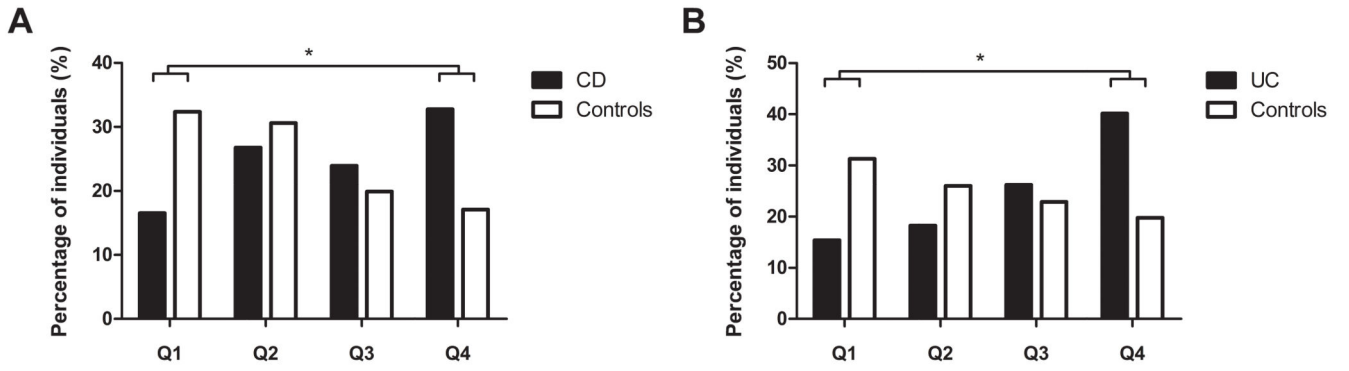 A
Percentage of individuals (%)
40
30
20
10
0
*
Q1 Q2 Q3 Q4
CD
Controls
B
Percentage of individuals (%)
50
40
30
20
10
0
*
Q1 Q2 Q3 Q4
UC
Controls